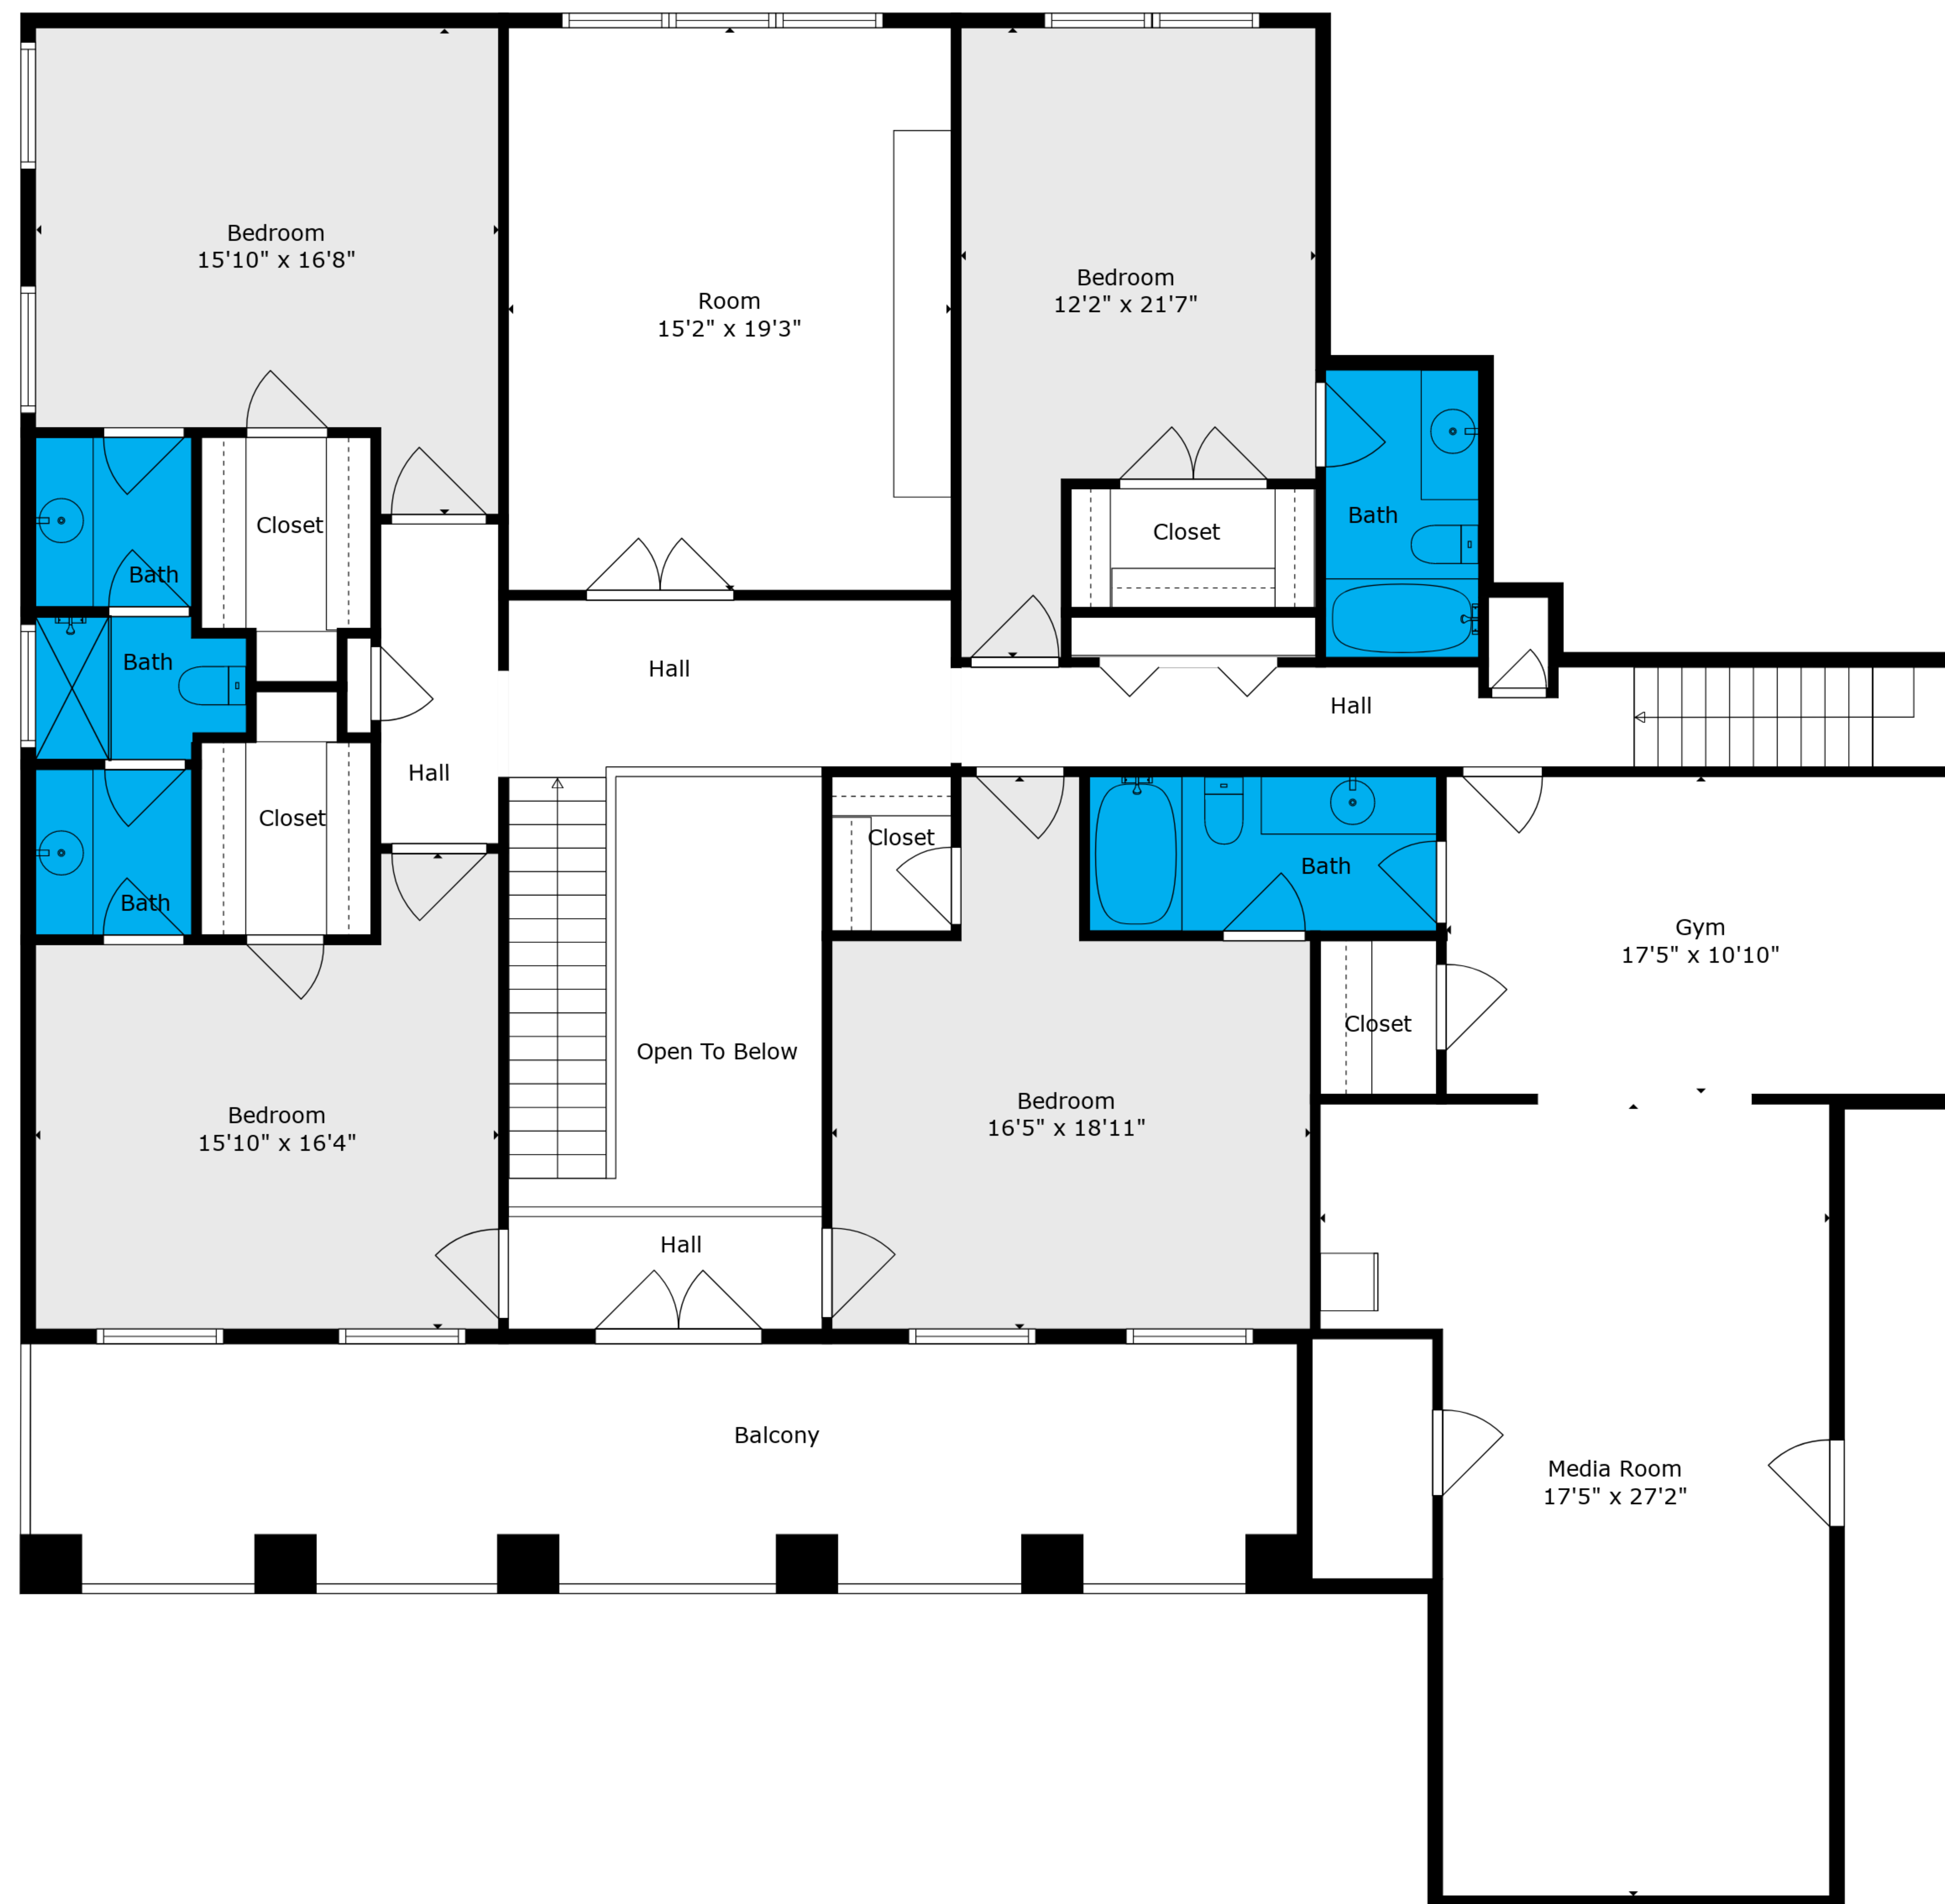 Bedroom
15'10" x 16'8"
Room
15'2" x 19'3"
Bedroom
12'2" x 21'7"
Closet
Closet
Bath
Bath
Bath
Hall
Hall
Hall
Closet
Closet
Bath
Bath
Gym
17'5" x 10'10"
Closet
Open To Below
Bedroom
15'10" x 16'4"
Bedroom
16'5" x 18'11"
Hall
Balcony
Media Room
17'5" x 27'2"